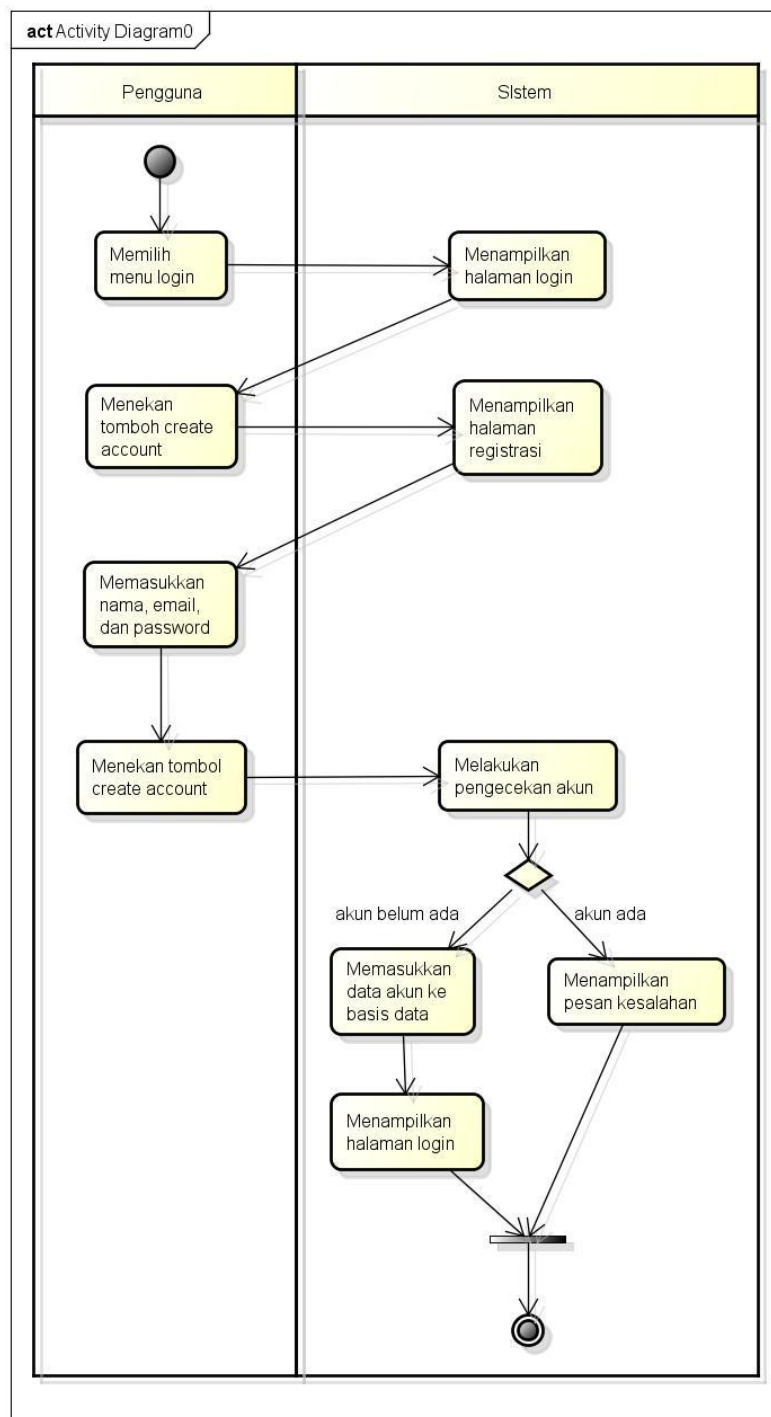 act Activity Diagram0
Pengguna
SIstem
Memilih
menu login
Menampilkan
halaman login
Menekan
tomboh create
account
Menampilkan
halaman
registrasi
Memasukkan
nama, email,
dan password
Menekan tombol
create account
Melakukan
pengecekan akun
akun belum ada
akun ada
Memasukkan
data akun ke
basis data
Menampilkan
pesan kesalahan
Menampilkan
halaman login